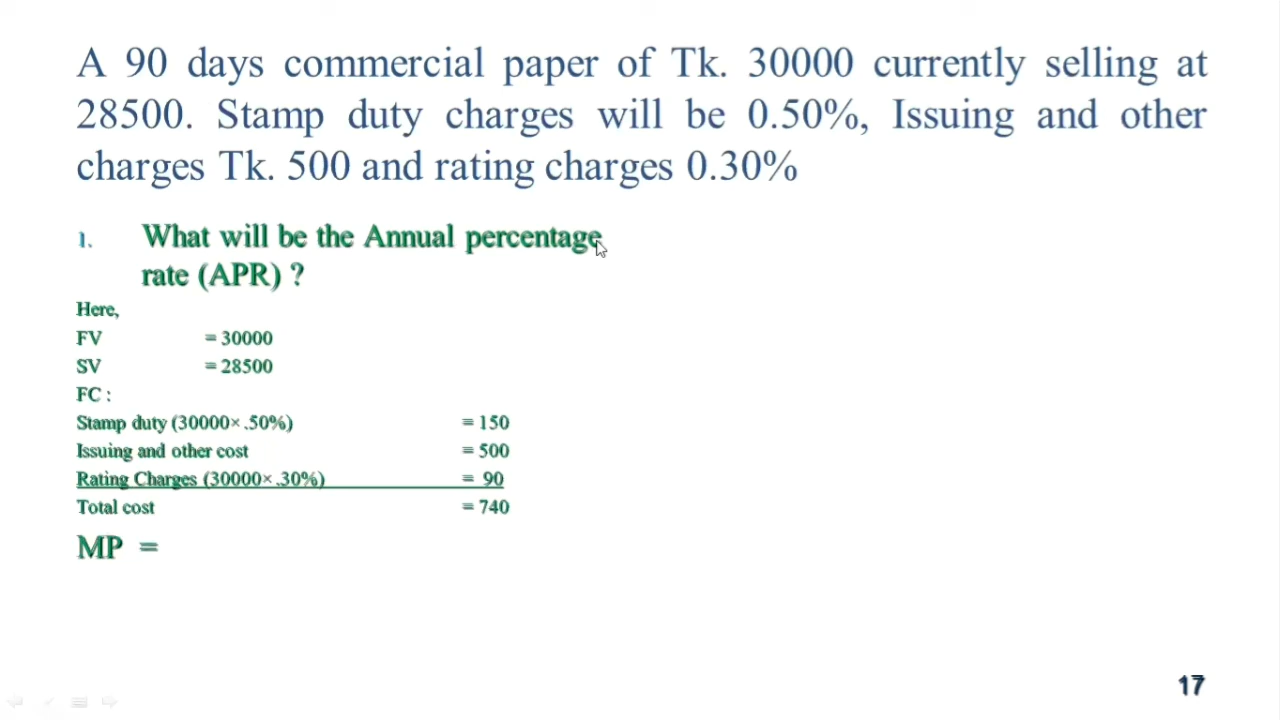 A 90 days commercial paper of Tk. 30000 currently selling at
28500. Stamp duty charges will be 0.50%, Issuing and other
charges Tk. 500 and rating charges 0.30%
1. What will be the Annual percentage
rate (APR) ?
Here,
FV = 30000
SV = 28500
FC :
Stamp duty (30000× .50%) = 150
Issuing and other cost = 500
Rating Charges (30000× .30%) = 90
Total cost = 740
MP =
17